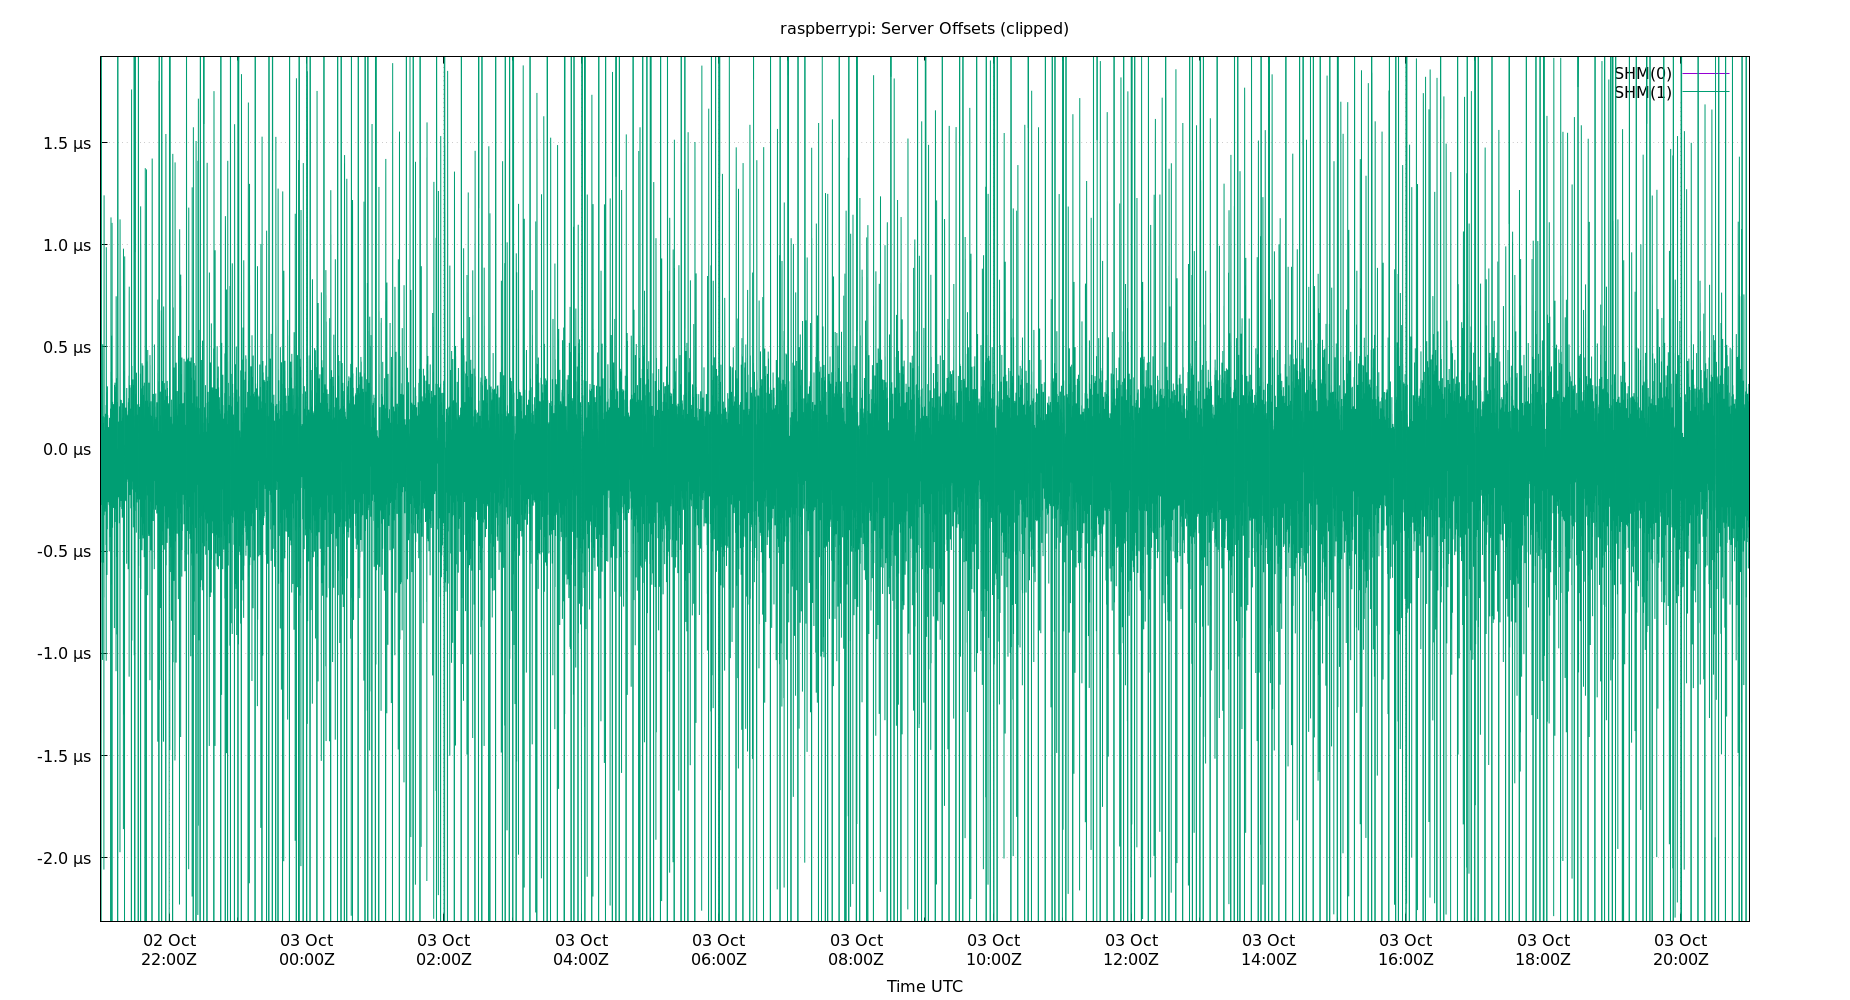 raspberrypi: Server Offsets (clipped)
SHM(0)
SHM(1)
1.5 µs
1.0 µs
0.5 µs
0.0 µs
-0.5 µs
-1.0 µs
-1.5 µs
-2.0 µs
02 Oct 03 Oct 03 Oct 03 Oct 03 Oct 03 Oct 03 Oct 03 Oct 03 Oct 03 Oct 03 Oct 03 Oct
22:00Z 00:00Z 02:00Z 04:00Z 06:00Z 08:00Z 10:00Z 12:00Z 14:00Z 16:00Z 18:00Z 20:00Z
Time UTC